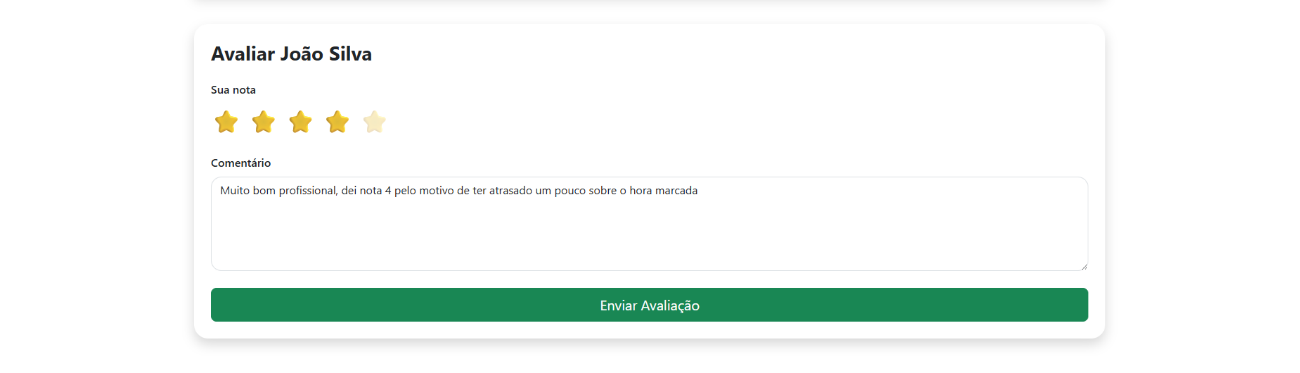 Avaliar João Silva
Sua nota
Comentário
Muito bom profissional, dei nota 4 pelo motivo de ter atrasado um pouco sobre o hora marcada
Enviar Avaliação